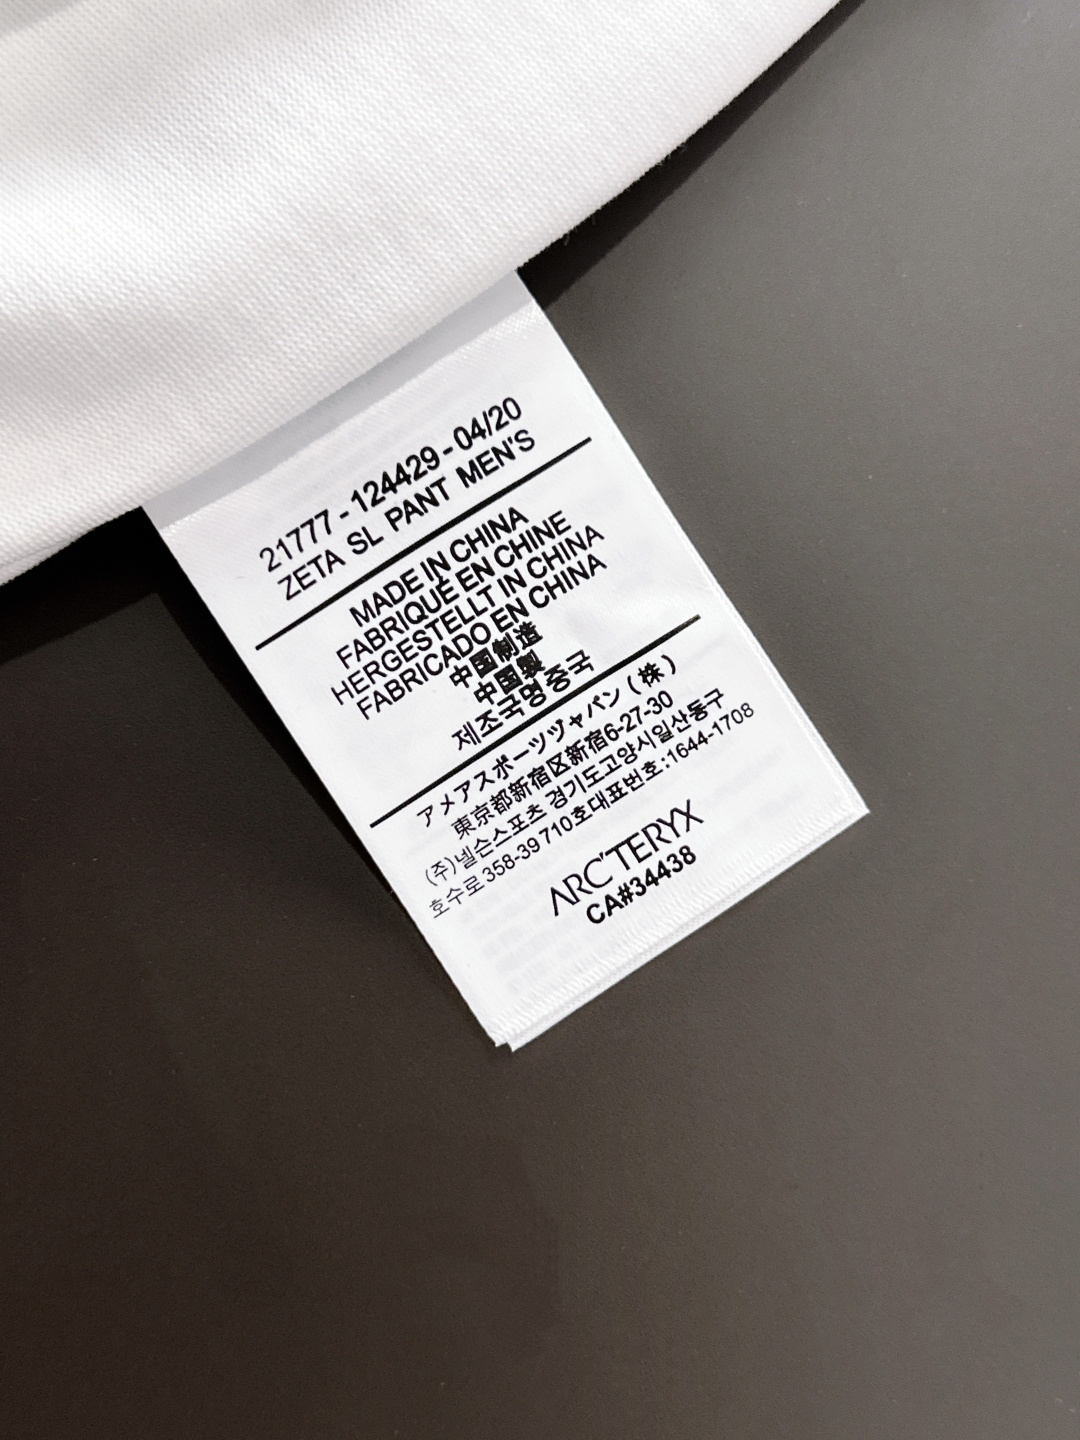 21777 - 124429 - 04/20
ZETA SL PANT MEN'S
MADE IN CHINA
FABRIQUÉ EN CHINE
HERGESTELLT IN CHINA
FABRICADO EN CHINA
中国制造
中国製
제조국명중국
アメアスポーツヅャパン(株)
東京都新宿区新宿6-27-30
(주)넬슨스포츠 경기도고양시일산동구
호수로358-39 710호대표번호:1644-1708
ARC'TERYX
CA#34438